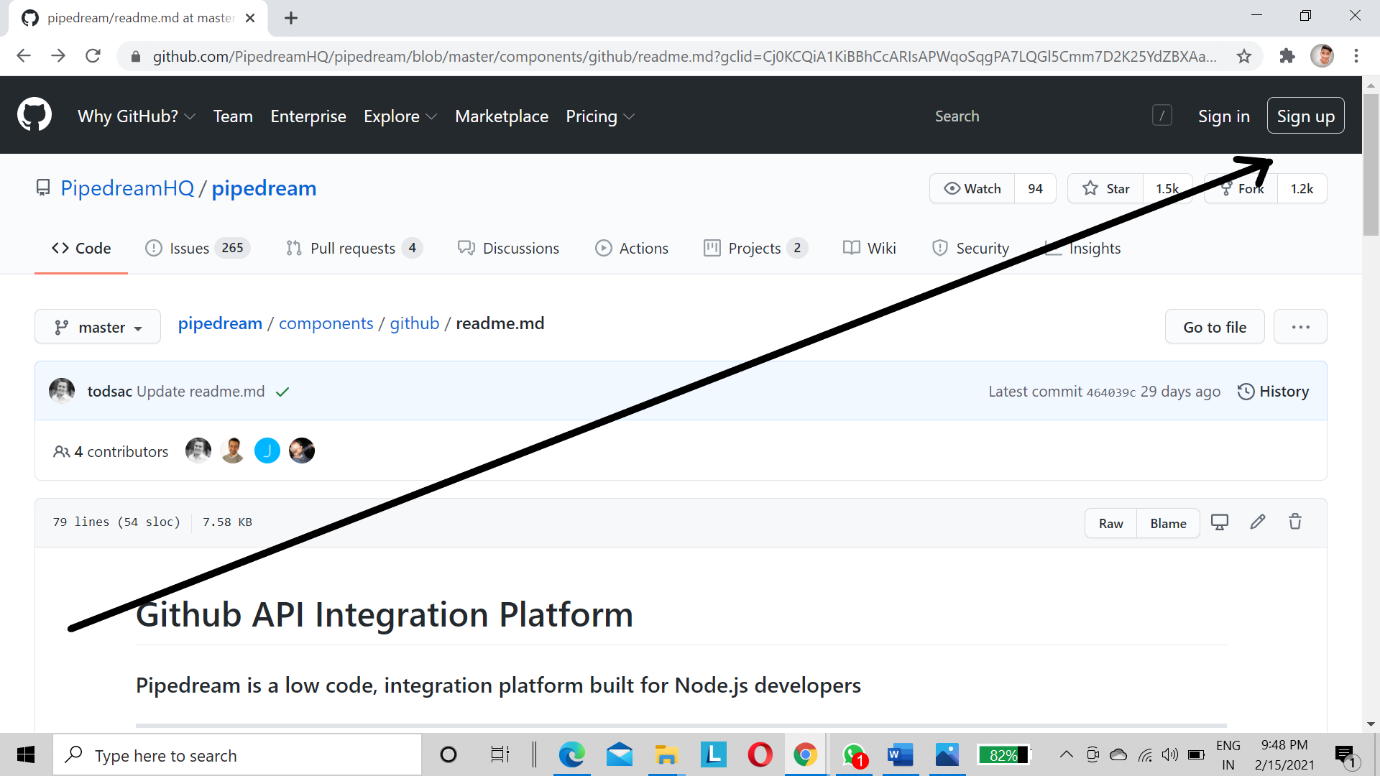 pipedream/readme.md at master
github.com/PipedreamHQ/pipedream/blob/master/components/github/readme.md?gclid=Cj0KCQiA1KiBBhCcARIsAPWqoSqgPA7LQGl5Cmm7D2K25YdZBXAa...
Why GitHub? Team Enterprise Explore Marketplace Pricing Search / Sign in Sign up
PipedreamHQ / pipedream Watch 94 Star 1.5k Fork 1.2k
Code Issues 265 Pull requests 4 Discussions Actions Projects 2 Wiki Security Insights
master pipedream / components / github / readme.md Go to file ...
todsac Update readme.md Latest commit 464039c 29 days ago History
4 contributors J
79 lines (54 sloc) 7.58 KB Raw Blame
Github API Integration Platform
Pipedream is a low code, integration platform built for Node.js developers
Type here to search L W 1 82% ENG 9:48 PM
IN 2/15/2021 1